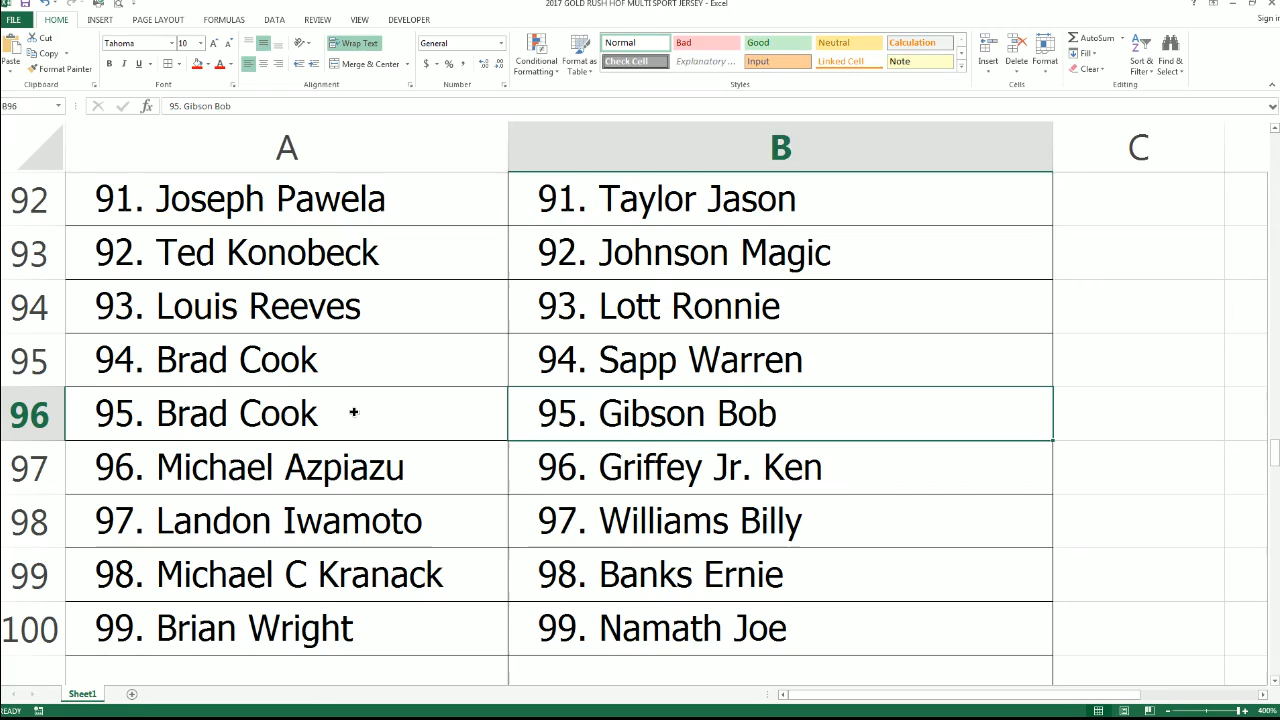 2017 GOLD RUSH HOF MULTI SPORT JERSEY - Excel
?
Sign in
FILE HOME INSERT PAGE LAYOUT FORMULAS DATA REVIEW VIEW DEVELOPER
Paste
Cut
Copy
Format Painter
Clipboard
Tahoma 10
B I U
Font
Wrap Text
Merge & Center
Alignment
General
$ % ,
Number
Conditional Formatting
Format as Table
Normal Bad Good Neutral Calculation
Check Cell Explanatory ... Input Linked Cell Note
Styles
Insert Delete Format
Cells
AutoSum
Fill
Clear
Sort & Filter
Find & Select
Editing
B96 fx 95. Gibson Bob
A B C
92 91. Joseph Pawela 91. Taylor Jason
93 92. Ted Konobeck 92. Johnson Magic
94 93. Louis Reeves 93. Lott Ronnie
95 94. Brad Cook 94. Sapp Warren
96 95. Brad Cook 95. Gibson Bob
97 96. Michael Azpiazu 96. Griffey Jr. Ken
98 97. Landon Iwamoto 97. Williams Billy
99 98. Michael C Kranack 98. Banks Ernie
100 99. Brian Wright 99. Namath Joe
Sheet1
READY
400%